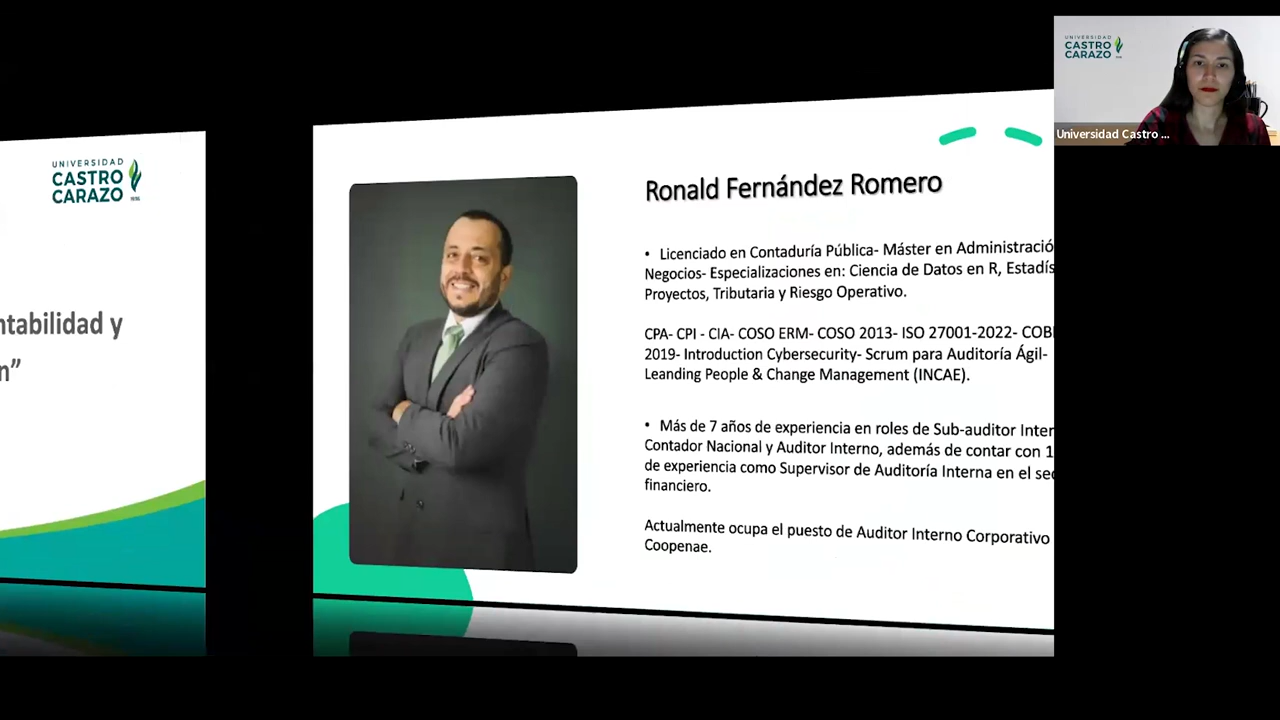 UNIVERSIDAD
CASTRO
CARAZO
ntabilidad y
n”
Ronald Fernández Romero
• Licenciado en Contaduría Pública- Máster en Administració
Negocios- Especializaciones en: Ciencia de Datos en R, Estadís
Proyectos, Tributaria y Riesgo Operativo.
CPA- CPI - CIA- COSO ERM- COSO 2013- ISO 27001-2022- COBI
2019- Introduction Cybersecurity- Scrum para Auditoría Ágil-
Leanding People & Change Management (INCAE).
• Más de 7 años de experiencia en roles de Sub-auditor Inter
Contador Nacional y Auditor Interno, además de contar con 1
de experiencia como Supervisor de Auditoría Interna en el sec
financiero.
Actualmente ocupa el puesto de Auditor Interno Corporativo
Coopenae.
UNIVERSIDAD
CASTRO
CARAZO
Universidad Castro ...